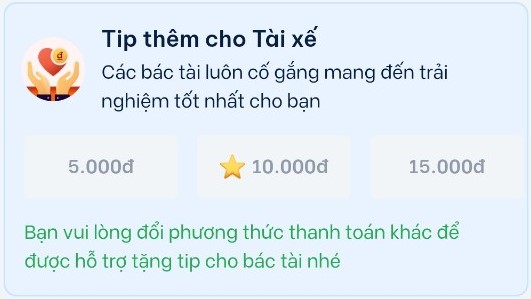 Tip thêm cho Tài xế
Các bác tài luôn cố gắng mang đến trải
nghiệm tốt nhất cho bạn
5.000đ
10.000đ
15.000đ
Bạn vui lòng đổi phương thức thanh toán khác để
được hỗ trợ tặng tip cho bác tài nhé